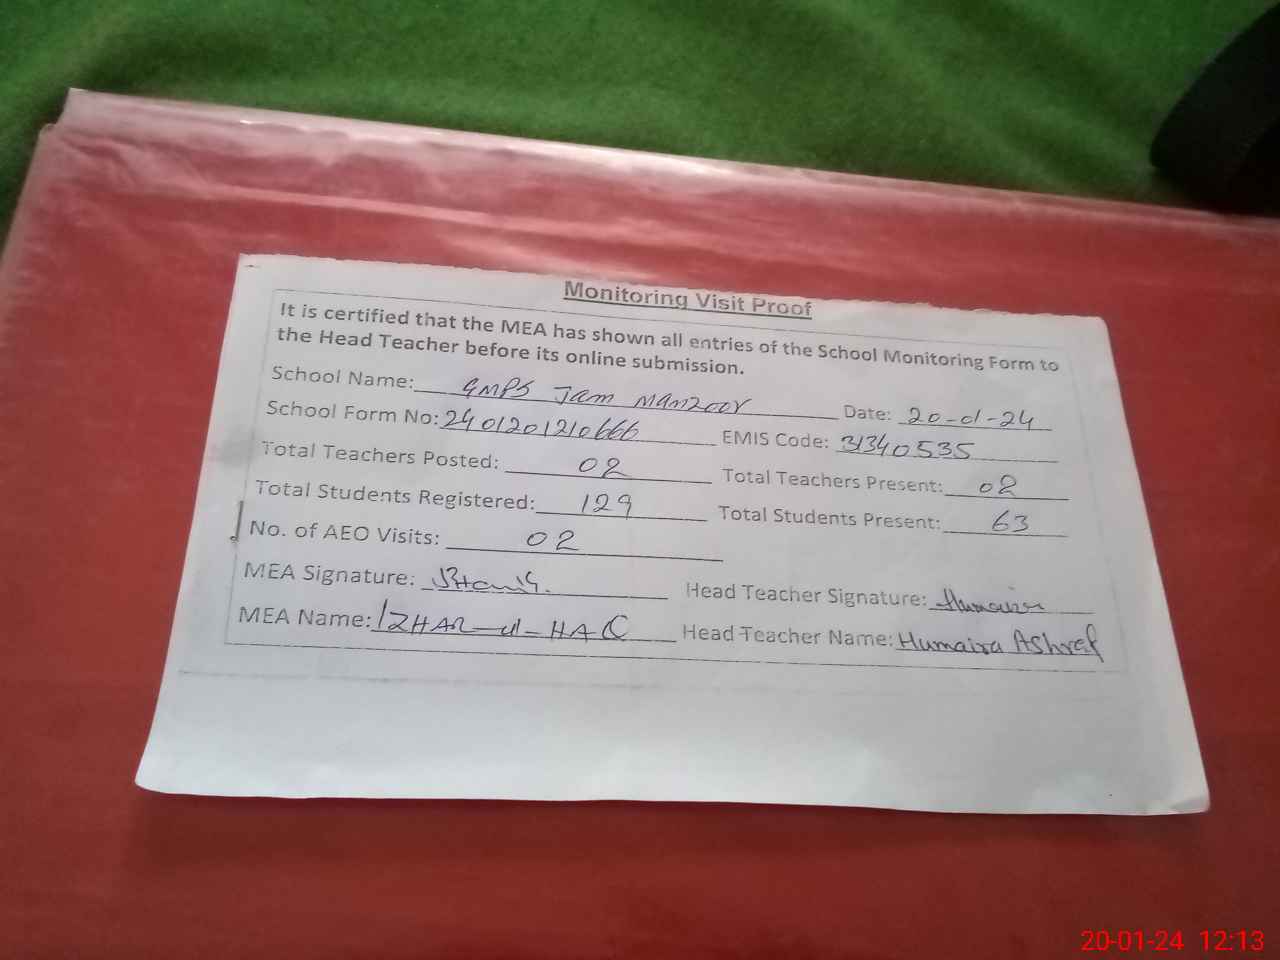 Monitoring Visit Proof
It is certified that the MEA has shown all entries of the School Monitoring Form to
the Head Teacher before its online submission.
School Name: GMPS Jam Manzoor Date: 20-01-24
School Form No: 2401201210666 EMIS Code: 31340535
Total Teachers Posted: 02 Total Teachers Present: 02
Total Students Registered: 129 Total Students Present: 63
No. of AEO Visits: 02
MEA Signature: Head Teacher Signature: Humaira
MEA Name: IZHAR-ul-HAQ Head Teacher Name: Humaira Ashraf
20-01-24 12:13